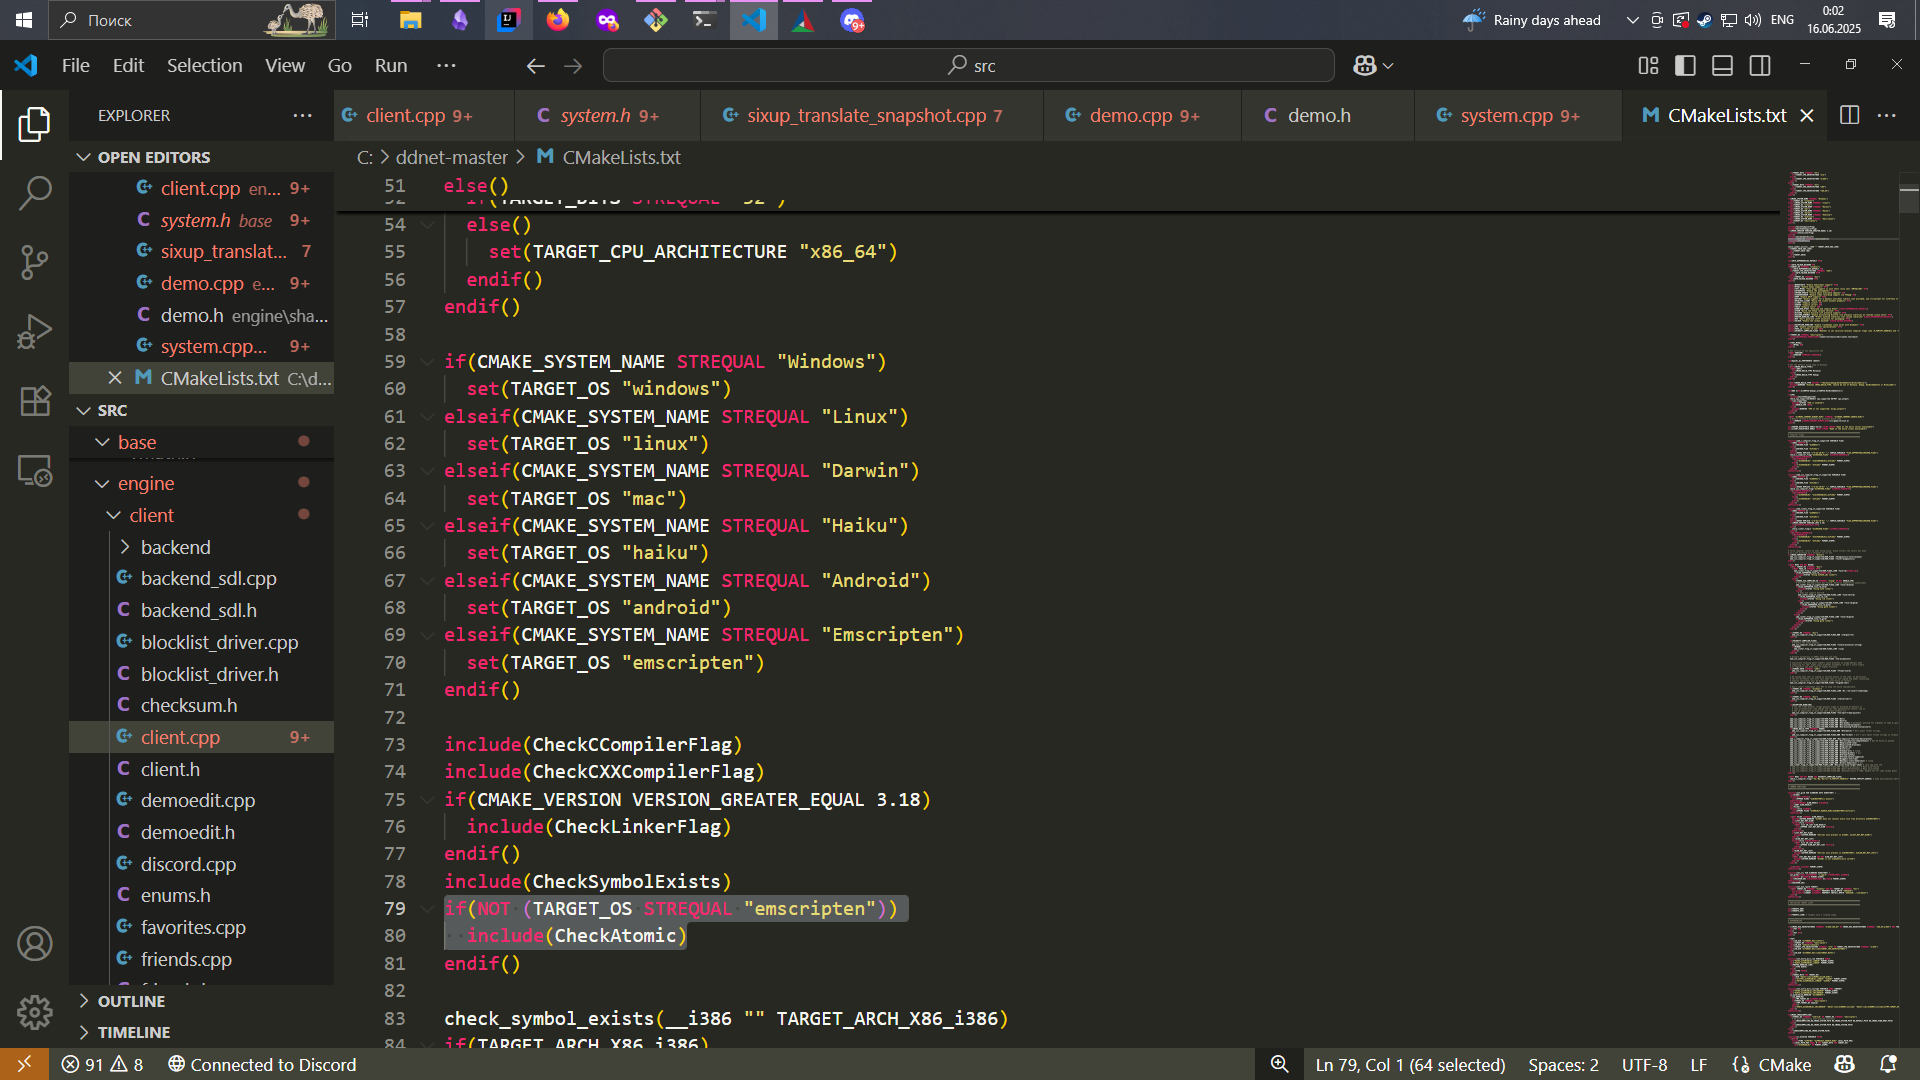 Поиск
9+
Rainy days ahead
ENG
0:02
16.06.2025
File Edit Selection View Go Run ···
src
EXPLORER
client.cpp 9+
system.h 9+
sixup_translate_snapshot.cpp 7
demo.cpp 9+
demo.h
system.cpp 9+
CMakeLists.txt
OPEN EDITORS
client.cpp en... 9+
system.h base 9+
sixup_translat... 7
demo.cpp e... 9+
demo.h engine\sha...
system.cpp... 9+
CMakeLists.txt C:\d...
SRC
base
engine
client
backend
backend_sdl.cpp
backend_sdl.h
blocklist_driver.cpp
blocklist_driver.h
checksum.h
client.cpp 9+
client.h
demoedit.cpp
demoedit.h
discord.cpp
enums.h
favorites.cpp
friends.cpp
OUTLINE
TIMELINE
C: > ddnet-master > CMakeLists.txt
51 else()
52 if(TARGET_BITS STREQUAL "32")
54 else()
55 set(TARGET_CPU_ARCHITECTURE "x86_64")
56 endif()
57 endif()
58
59 if(CMAKE_SYSTEM_NAME STREQUAL "Windows")
60 set(TARGET_OS "windows")
61 elseif(CMAKE_SYSTEM_NAME STREQUAL "Linux")
62 set(TARGET_OS "linux")
63 elseif(CMAKE_SYSTEM_NAME STREQUAL "Darwin")
64 set(TARGET_OS "mac")
65 elseif(CMAKE_SYSTEM_NAME STREQUAL "Haiku")
66 set(TARGET_OS "haiku")
67 elseif(CMAKE_SYSTEM_NAME STREQUAL "Android")
68 set(TARGET_OS "android")
69 elseif(CMAKE_SYSTEM_NAME STREQUAL "Emscripten")
70 set(TARGET_OS "emscripten")
71 endif()
72
73 include(CheckCCompilerFlag)
74 include(CheckCXXCompilerFlag)
75 if(CMAKE_VERSION VERSION_GREATER_EQUAL 3.18)
76 include(CheckLinkerFlag)
77 endif()
78 include(CheckSymbolExists)
79 if(NOT (TARGET_OS STREQUAL "emscripten"))
80 include(CheckAtomic)
81 endif()
82
83 check_symbol_exists(__i386 "" TARGET_ARCH_X86_i386)
84 if(TARGET_ARCH_X86_i386)
91 8 Connected to Discord
Ln 79, Col 1 (64 selected) Spaces: 2 UTF-8 LF CMake